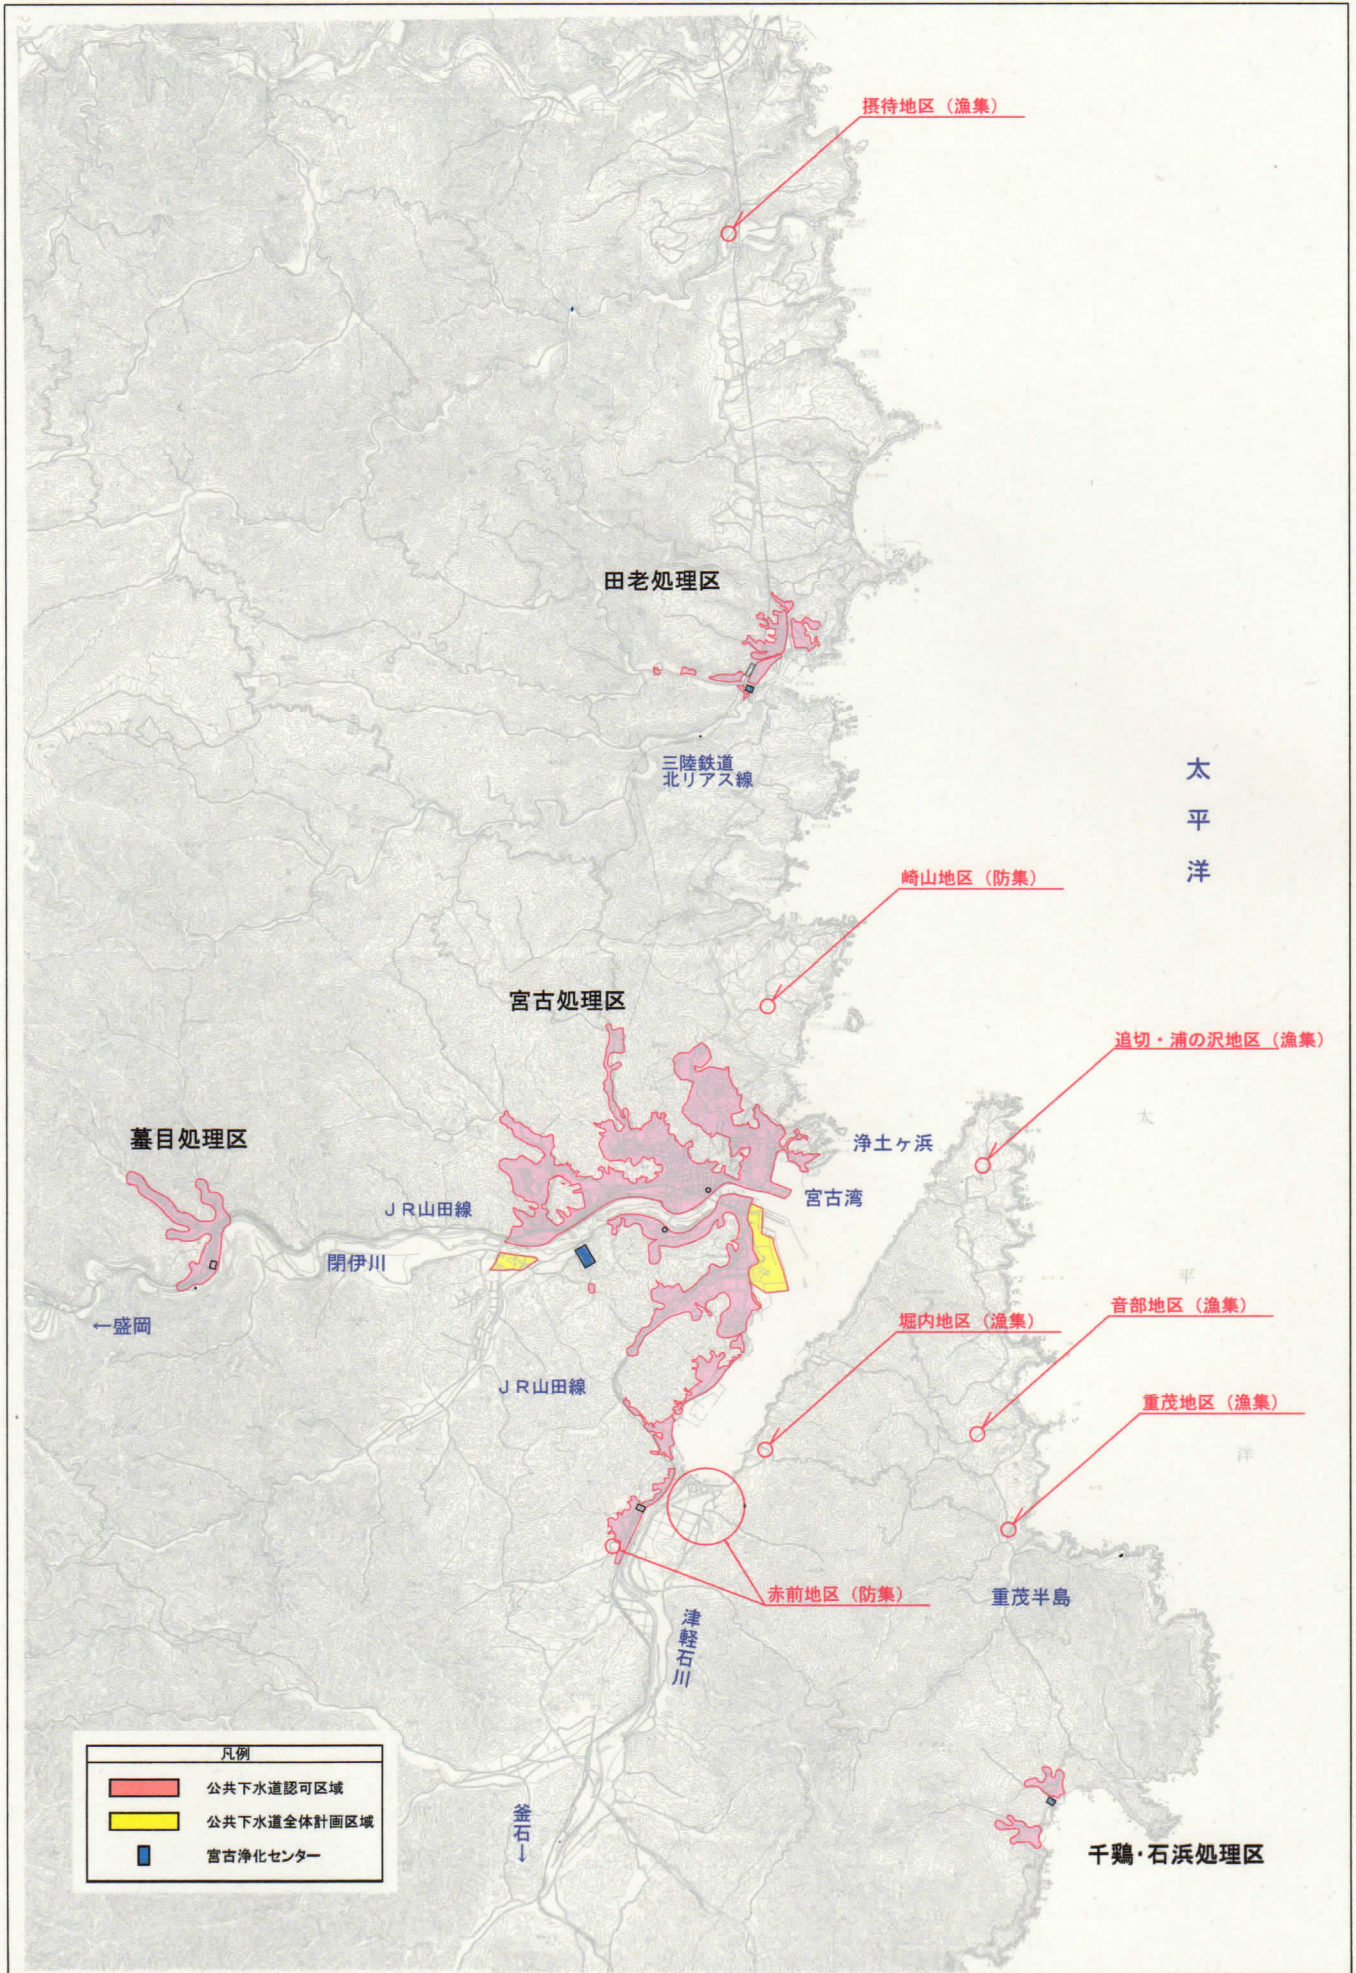 摂待地区（漁集）
田老処理区
三陸鉄道
北リアス線
太
平
洋
崎山地区（防集）
宮古処理区
追切・浦の沢地区（漁集）
太
蟇目処理区
浄土ヶ浜
宮古湾
ＪＲ山田線
閉伊川
平
←盛岡
音部地区（漁集）
堀内地区（漁集）
ＪＲ山田線
重茂地区（漁集）
洋
赤前地区（防集）
重茂半島
津軽石川
凡例
公共下水道認可区域
公共下水道全体計画区域
宮古浄化センター
釜石↓
千鶏・石浜処理区